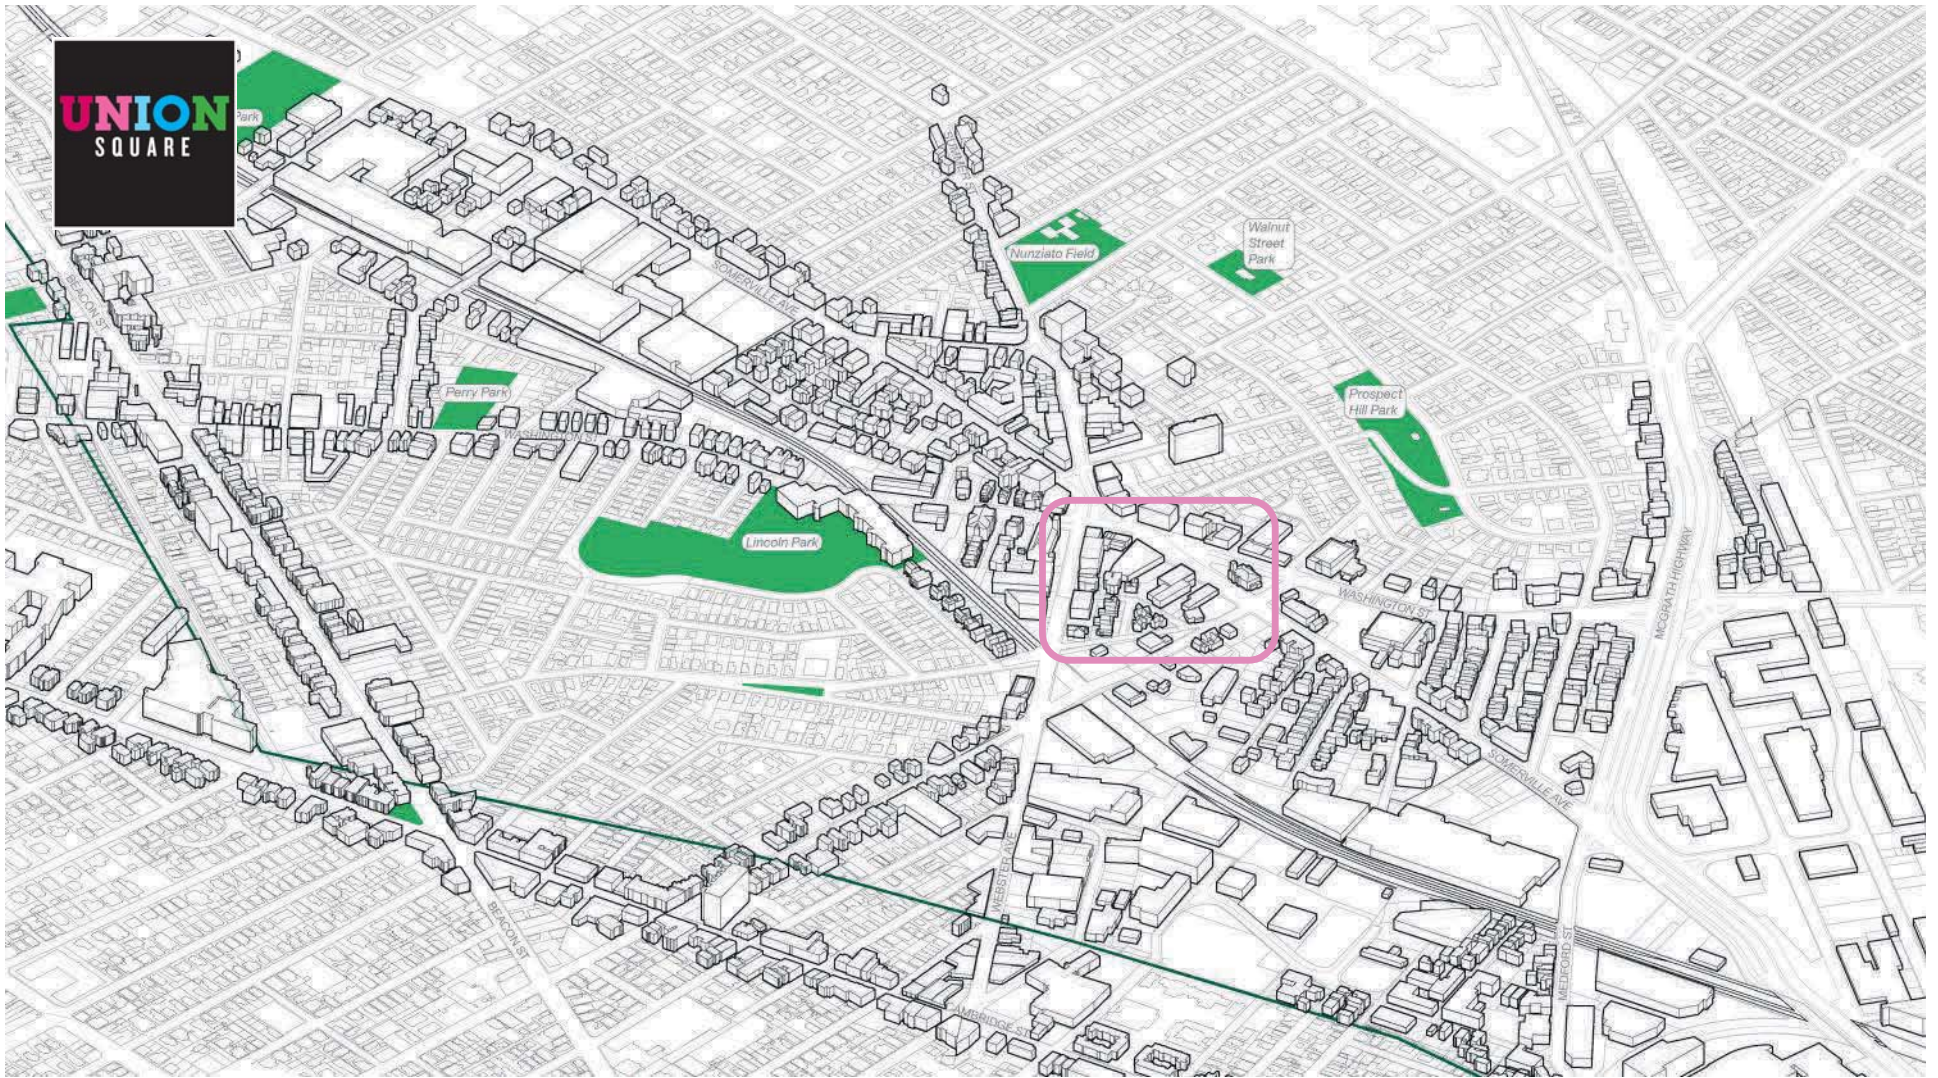 UNION
SQUARE
Park
Nunziato Field
Walnut
Street
Park
SOMERVILLE AVE
BEACON ST
Perry Park
Prospect
Hill Park
WASHINGTON ST
Lincoln Park
WASHINGTON ST
MCGRATH HIGHWAY
SOMERVILLE AVE
WEBSTER AVE
BEACON ST
MEDFORD ST
AMBRIDGE ST